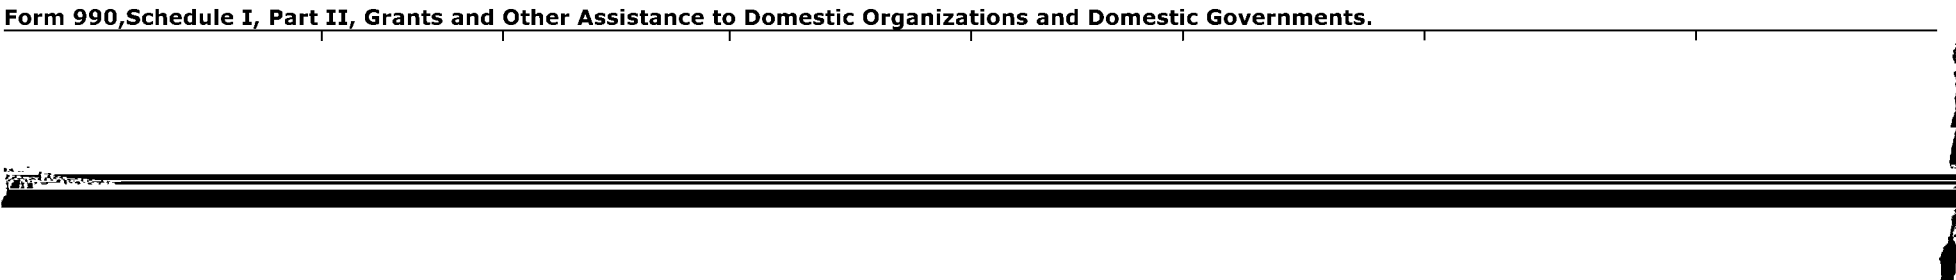 Form 990,Schedule I, Part II, Grants and Other Assistance to Domestic Organizations and Domestic Governments.